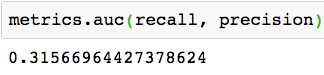 metrics.auc(recall, precision)
0.31566964427378624